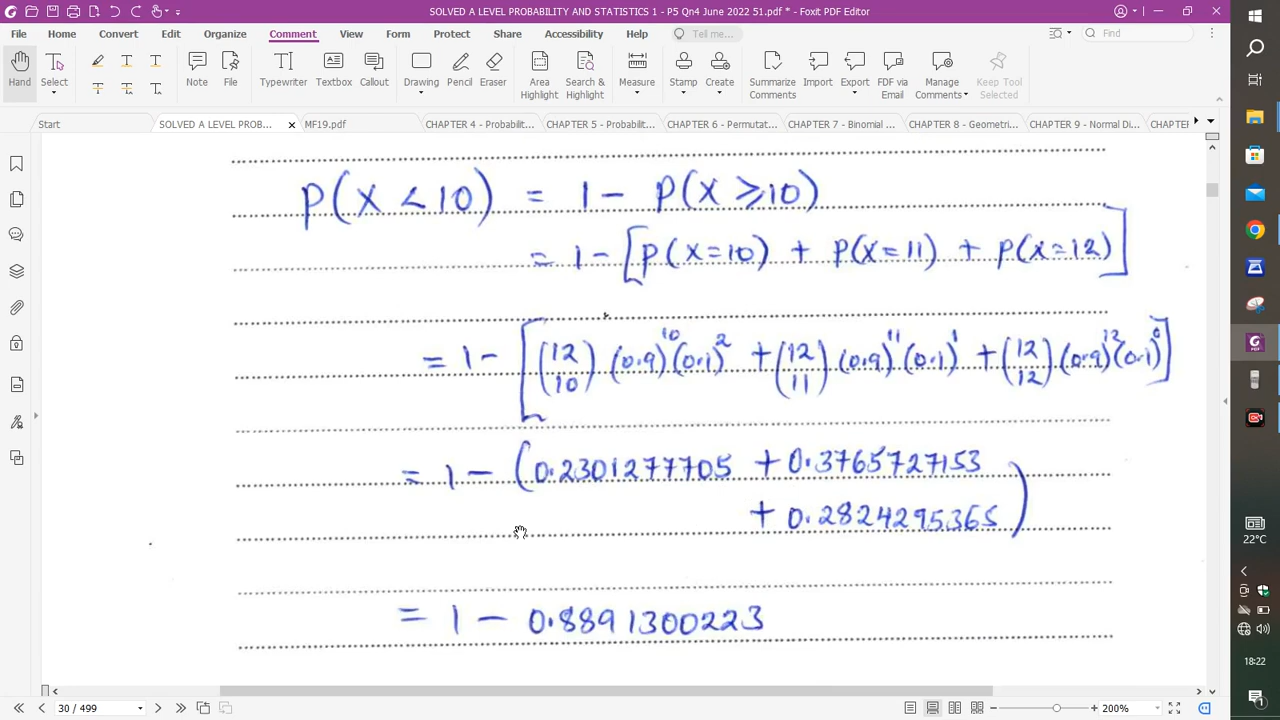 SOLVED A LEVEL PROBABILITY AND STATISTICS 1 - P5 Qn4 June 2022 51.pdf * - Foxit PDF Editor
File Home Convert Edit Organize Comment View Form Protect Share Accessibility Help Tell me... Find
Hand Select Note File Typewriter Textbox Callout Drawing Pencil Eraser Area Highlight Search & Highlight Measure Stamp Create Summarize Comments Import Export FDF via Email Manage Comments Keep Tool Selected
Start SOLVED A LEVEL PROB... MF19.pdf CHAPTER 4 - Probabilit... CHAPTER 5 - Probabilit... CHAPTER 6 - Permutat... CHAPTER 7 - Binomial ... CHAPTER 8 - Geometri... CHAPTER 9 - Normal Di... CHAPTE
P(X < 10) = 1 - P(X ≥ 10)
= 1 - [P(X=10) + P(X=11) + P(X=12)]
= 1 - [(12 10) (0.9)^10 (0.1)^2 + (12 11) (0.9)^11 (0.1)^1 + (12 12) (0.9)^12 (0.1)^0]
= 1 - (0.2301277705 + 0.3765727153
+ 0.2824295365)
= 1 - 0.8891300223
30 / 499
200%
22°C
18:22